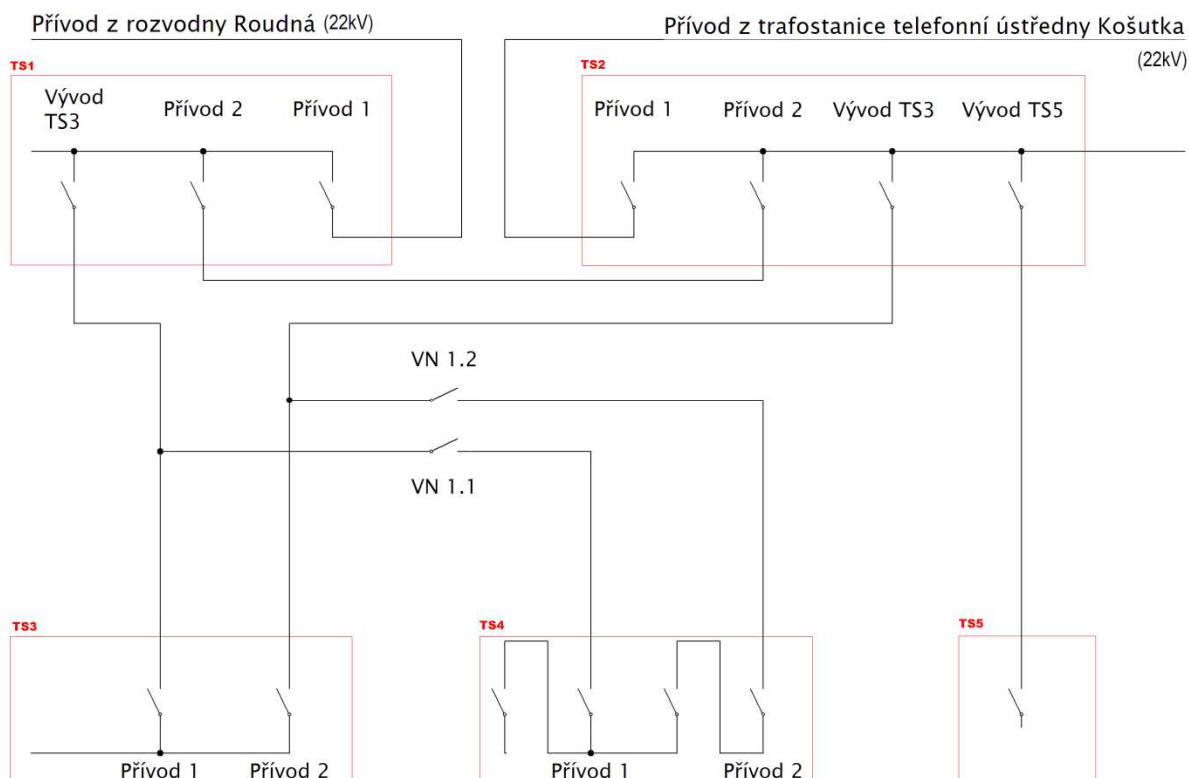 Přívod z rozvodny Roudná (22kV)
Přívod z trafostanice telefonní ústředny Košutka
(22kV)
TS1
TS2
Vývod
TS3
Přívod 2
Přívod 1
Přívod 1
Přívod 2
Vývod TS3
Vývod TS5
VN 1.2
VN 1.1
TS3
TS4
TS5
Přívod 1
Přívod 2
Přívod 1
Přívod 2